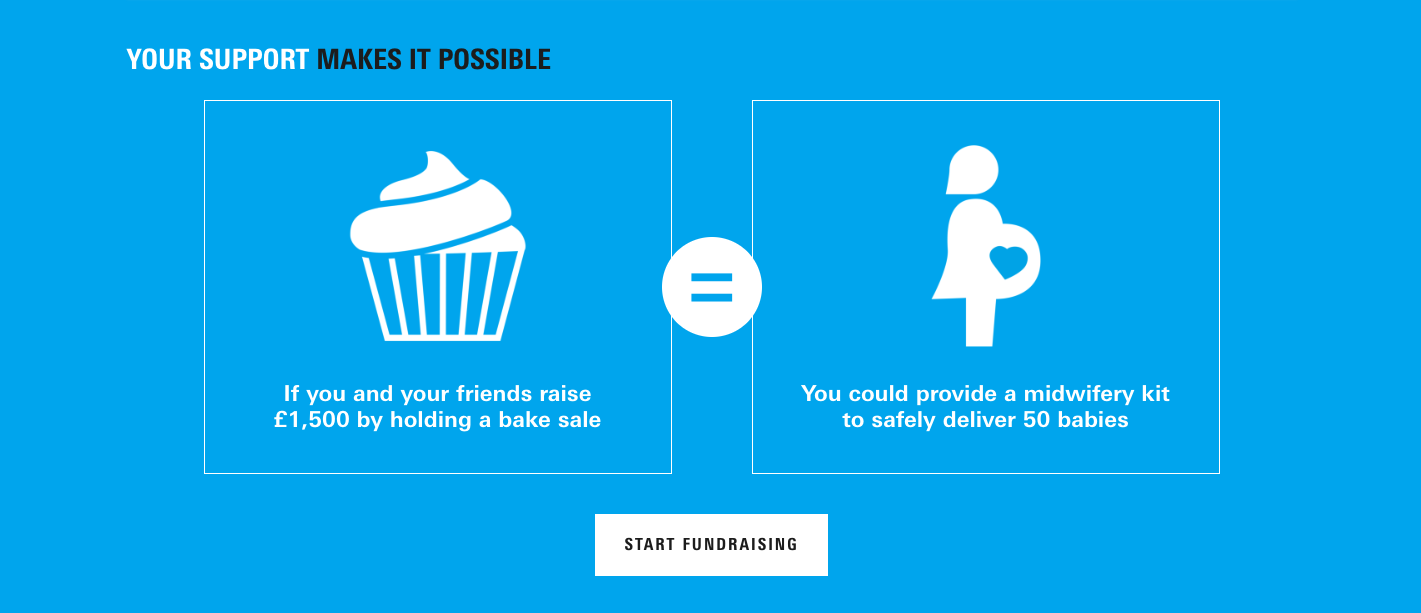 YOUR SUPPORT MAKES IT POSSIBLE
=
If you and your friends raise
£1,500 by holding a bake sale
You could provide a midwifery kit
to safely deliver 50 babies
START FUNDRAISING